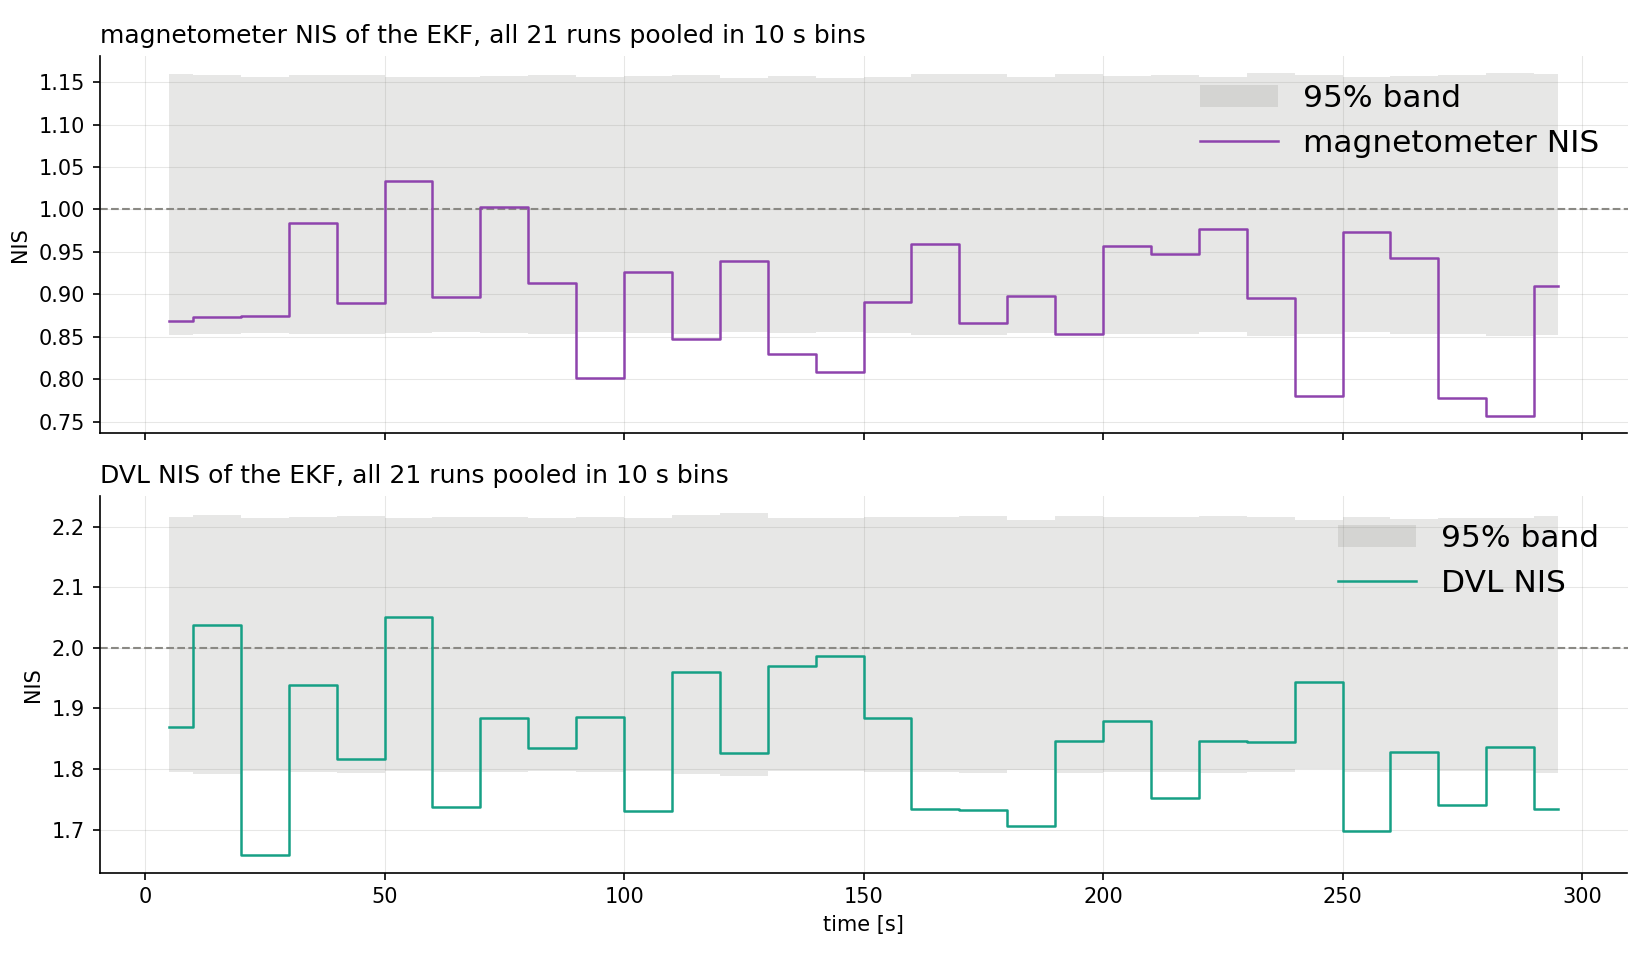 magnetometer NIS of the EKF, all 21 runs pooled in 10 s bins
1.15
1.10
1.05
1.00
0.95
0.90
0.85
0.80
0.75
NIS
95% band
magnetometer NIS
DVL NIS of the EKF, all 21 runs pooled in 10 s bins
2.2
2.1
2.0
1.9
1.8
1.7
NIS
95% band
DVL NIS
0 50 100 150 200 250 300
time [s]